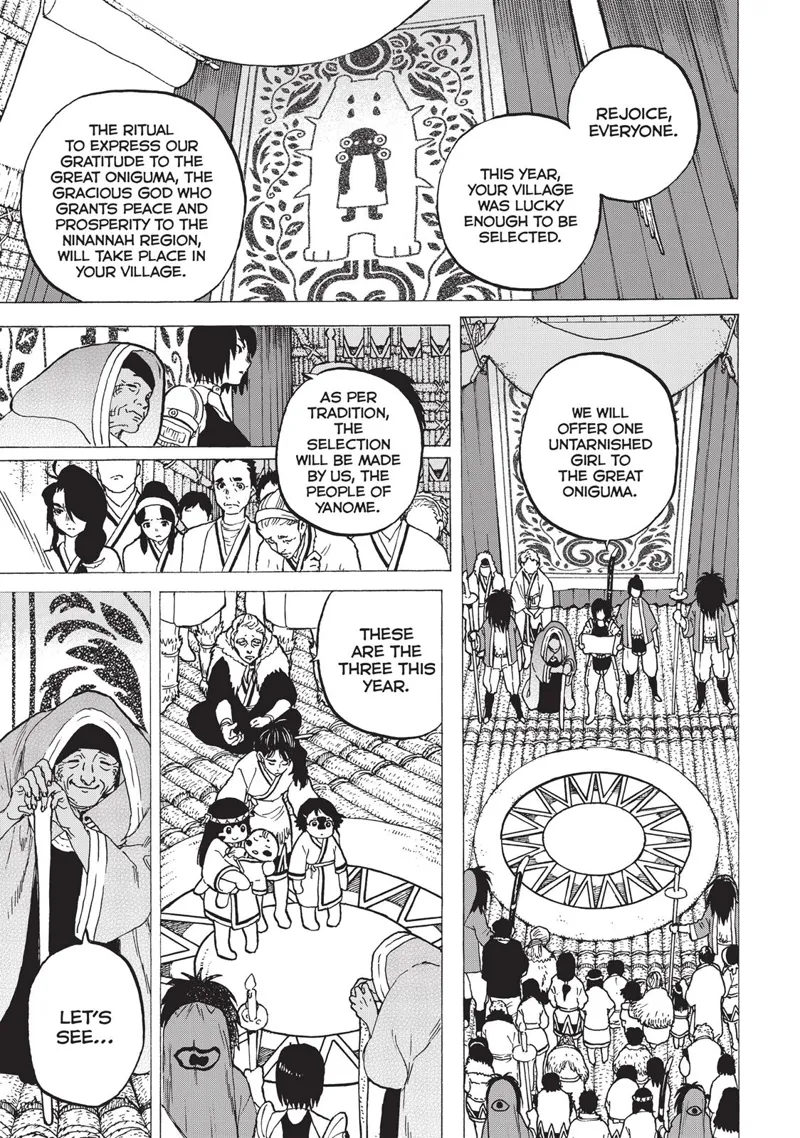 REJOICE,
EVERYONE.
THIS YEAR,
YOUR VILLAGE
WAS LUCKY
ENOUGH TO BE
SELECTED.
THE RITUAL
TO EXPRESS OUR
GRATITUDE TO THE
GREAT ONIGUMA, THE
GRACIOUS GOD WHO
GRANTS PEACE AND
PROSPERITY TO THE
NINANNAH REGION,
WILL TAKE PLACE IN
YOUR VILLAGE.
WE WILL
OFFER ONE
UNTARNISHED
GIRL TO
THE GREAT
ONIGUMA.
AS PER
TRADITION,
THE
SELECTION
WILL BE MADE
BY US, THE
PEOPLE OF
YANOME.
THESE
ARE THE
THREE THIS
YEAR.
LET'S
SEE...